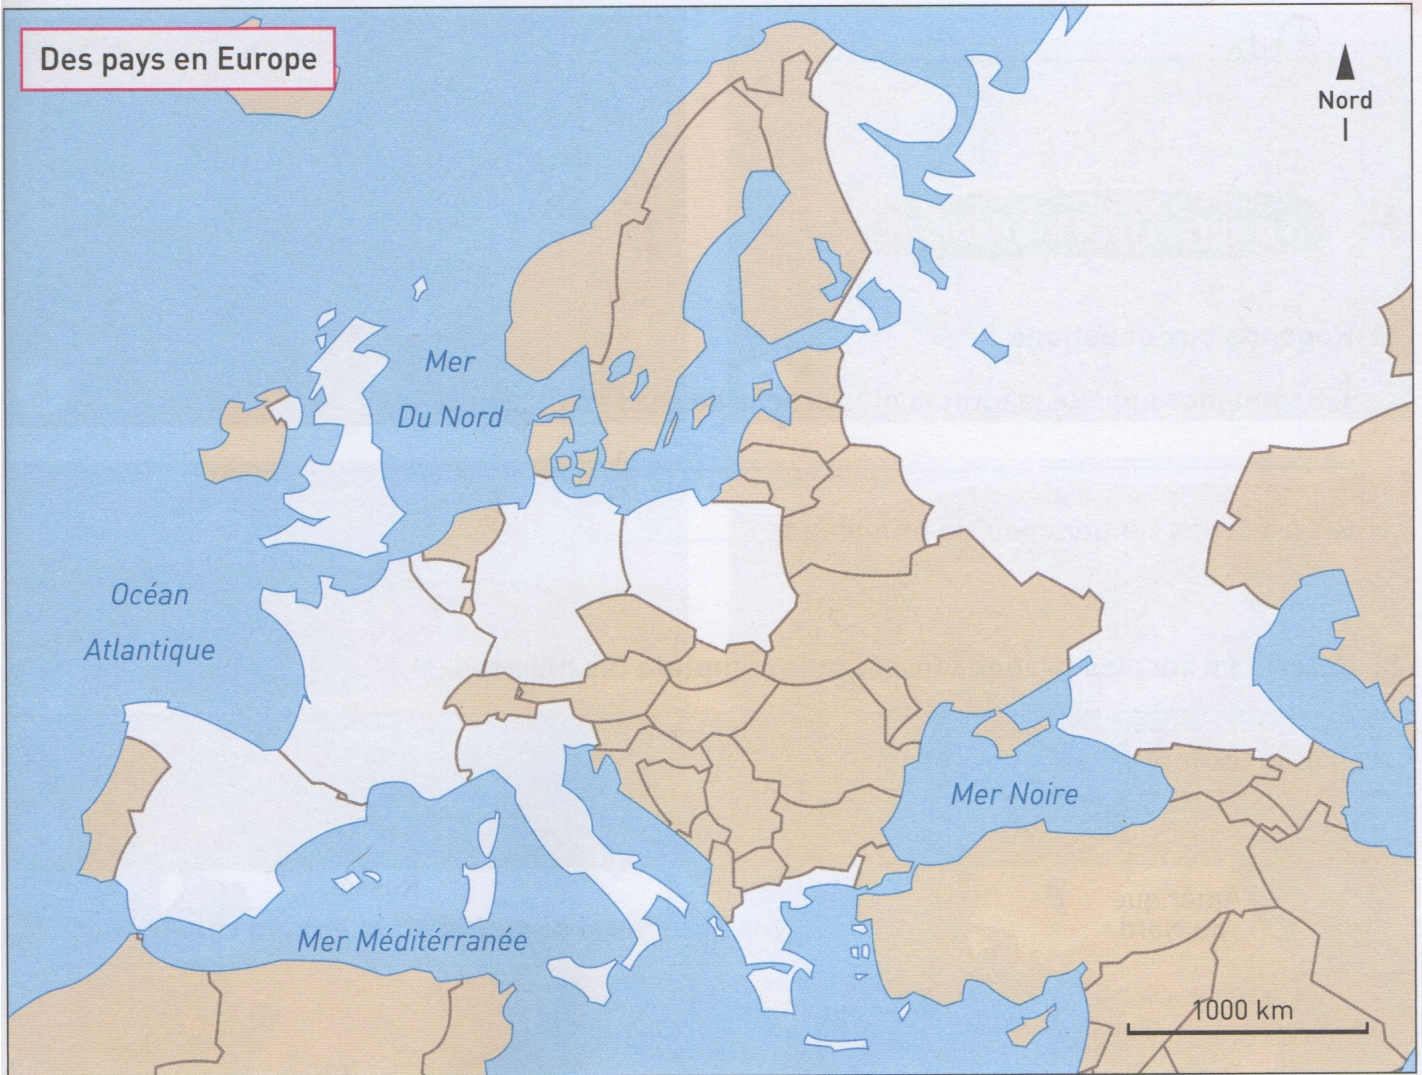 Des pays en Europe
Nord
Mer
Du Nord
Océan
Atlantique
Mer Noire
Mer Méditérranée
1000 km